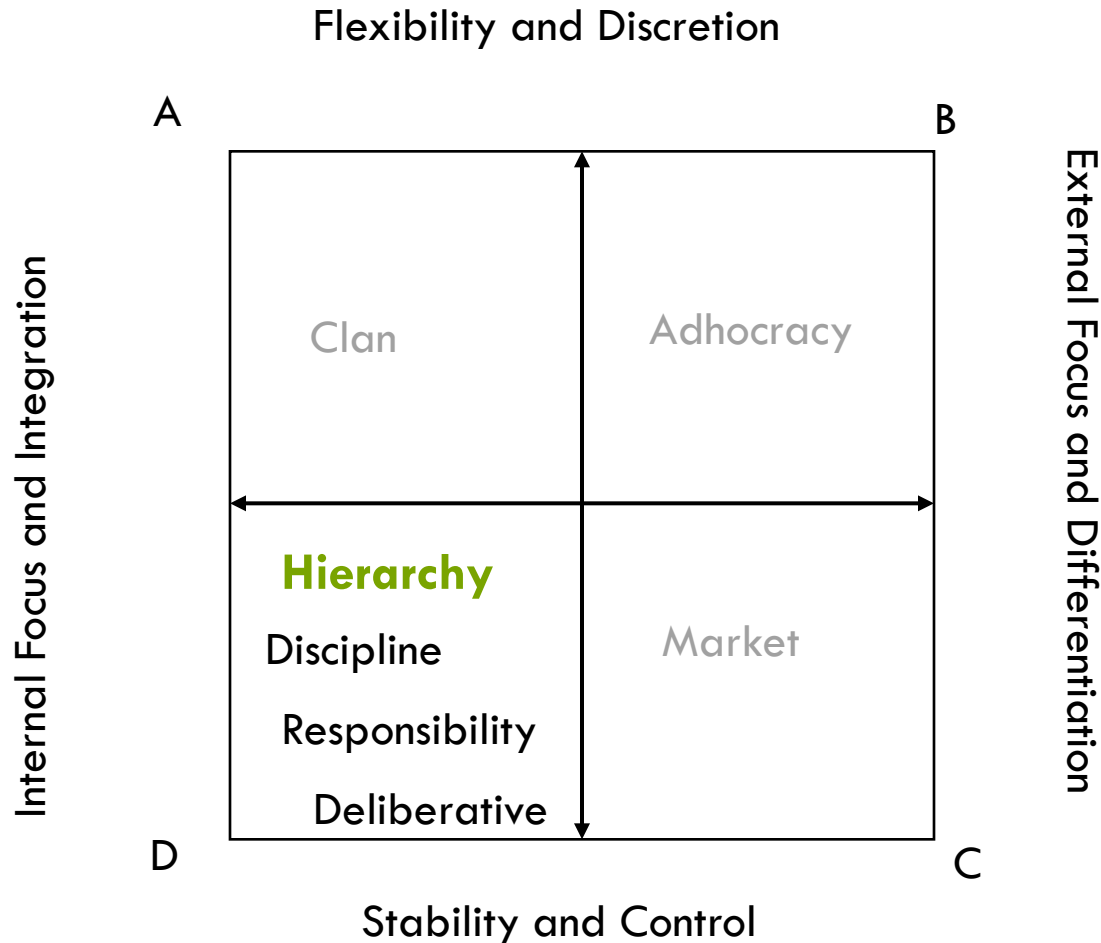 Flexibility and Discretion
A
B
Internal Focus and Integration
External Focus and Differentiation
Clan
Adhocracy
Hierarchy
Discipline
Responsibility
Deliberative
Market
D
C
Stability and Control